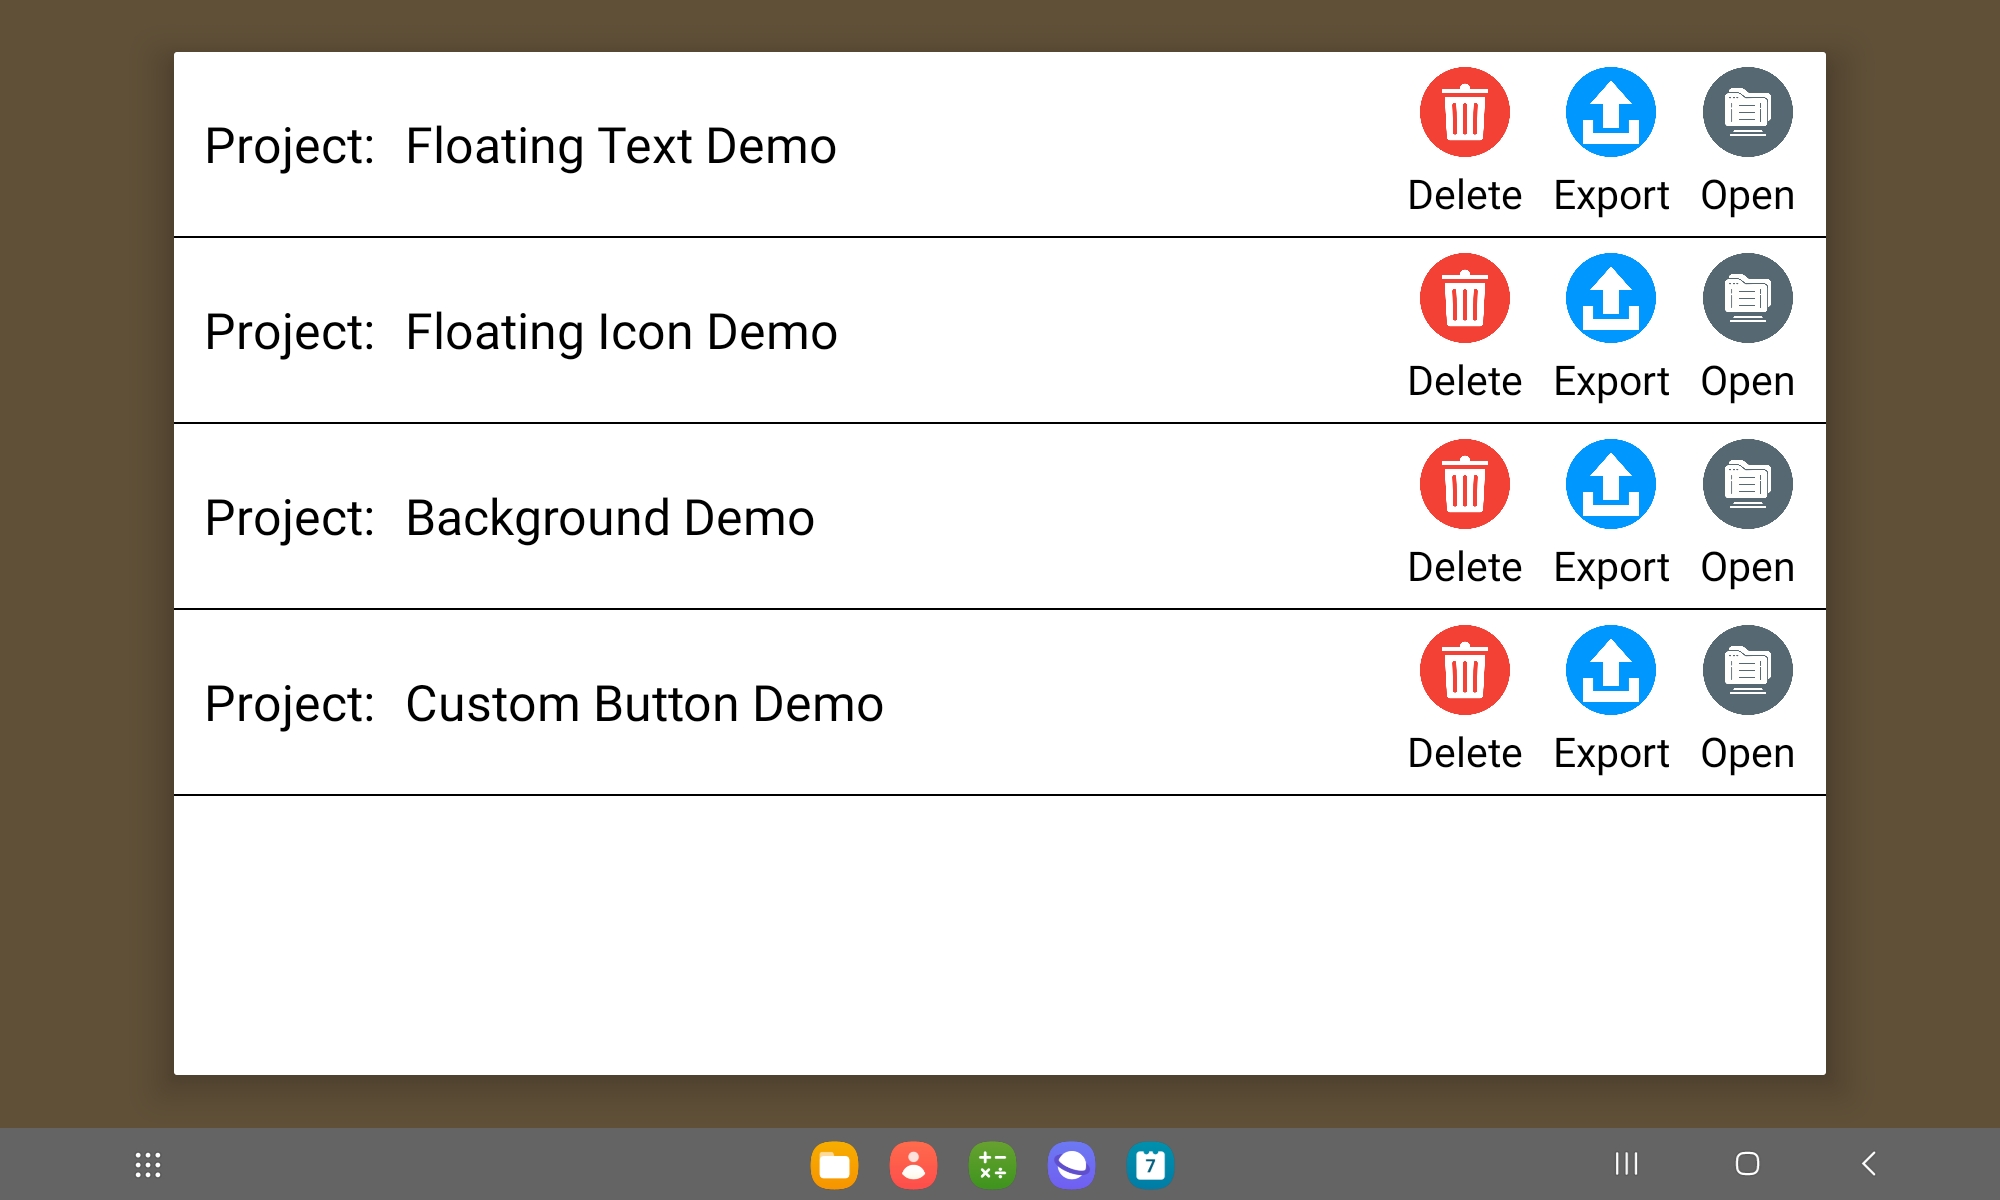 Project: Floating Text Demo
Delete Export Open
Project: Floating Icon Demo
Delete Export Open
Project: Background Demo
Delete Export Open
Project: Custom Button Demo
Delete Export Open
7